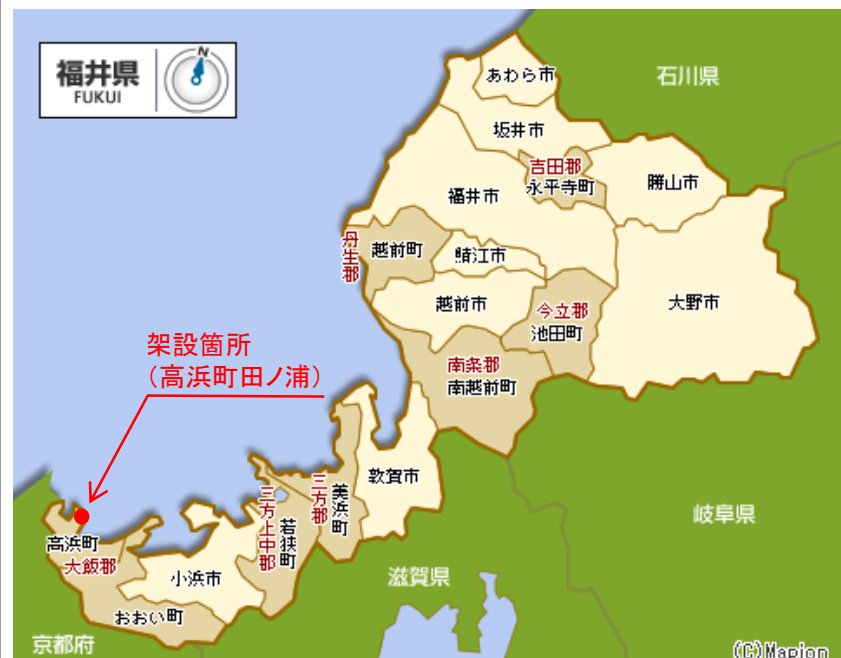 福井県
FUKUI
N
あわら市
石川県
坂井市
吉田郡
永平寺町
勝山市
福井市
丹生郡
越前町
鯖江市
越前市
今立郡
池田町
大野市
架設箇所
（高浜町田ノ浦）
南条郡
南越前町
敦賀市
三方郡
美浜町
三方上中郡
若狭町
岐阜県
高浜町
大飯郡
小浜市
滋賀県
おおい町
京都府
(C)Mapion